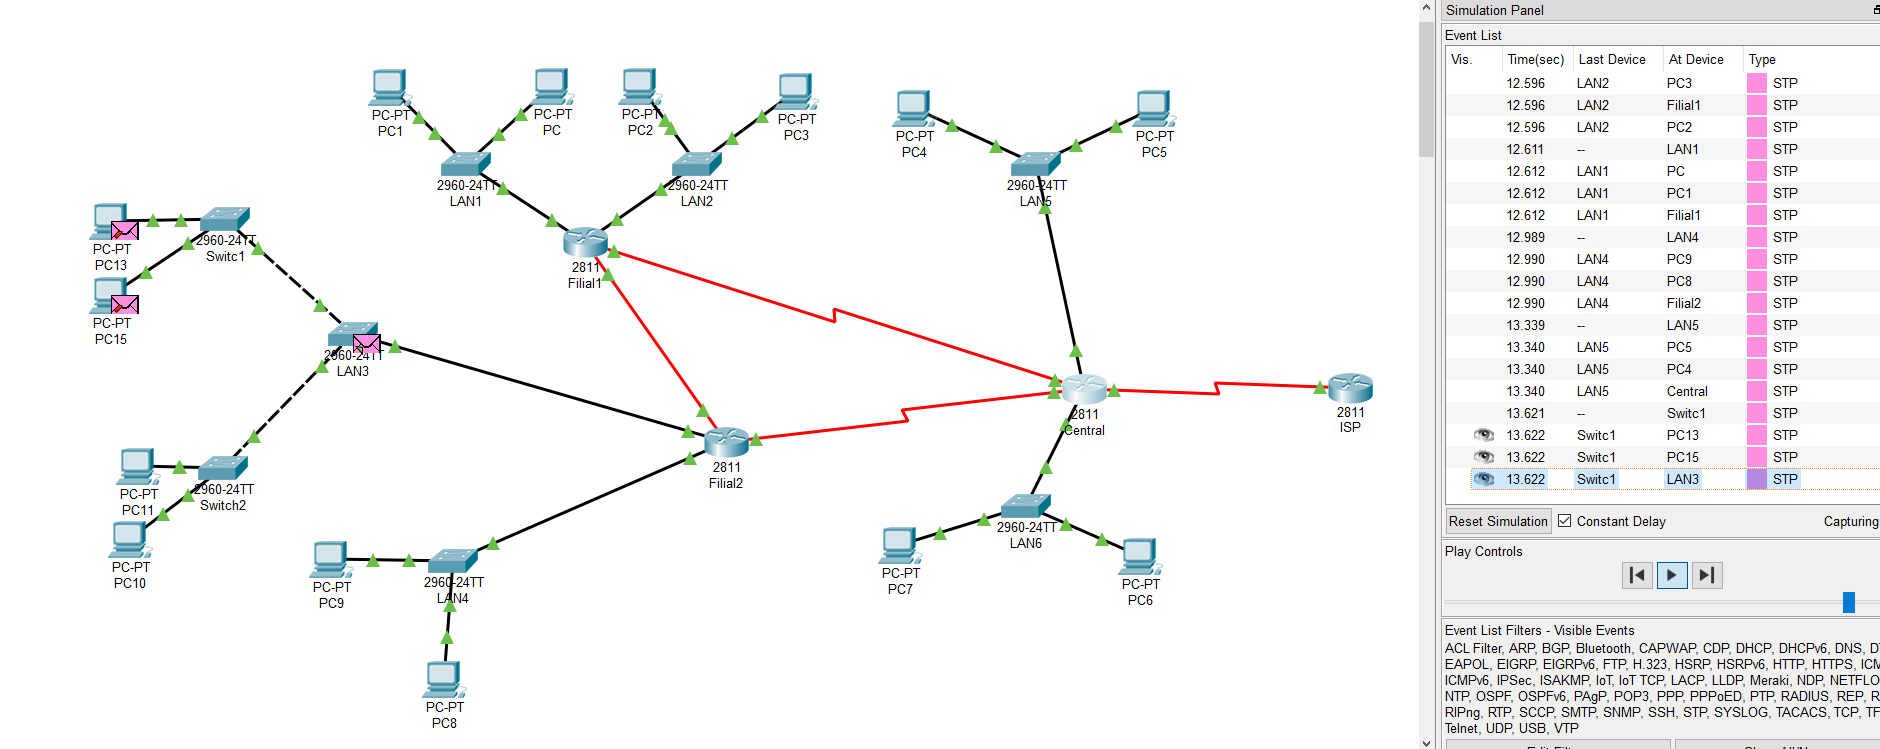 PC-PT
PC1
PC-PT
PC
PC-PT
PC2
PC-PT
PC3
PC-PT
PC4
PC-PT
PC5
2960-24TT
LAN1
2960-24TT
LAN2
2960-24TT
LAN5
PC-PT
PC13
2960-24TT
Switc1
2811
Filial1
PC-PT
PC15
2960-24TT
LAN3
2811
Central
2811
ISP
2811
Filial2
PC-PT
PC11
2960-24TT
Switch2
PC-PT
PC10
PC-PT
PC9
2960-24TT
LAN4
2960-24TT
LAN6
PC-PT
PC7
PC-PT
PC6
PC-PT
PC8
Simulation Panel
Event List
Vis. Time(sec) Last Device At Device Type
12.596 LAN2 PC3 STP
12.596 LAN2 Filial1 STP
12.596 LAN2 PC2 STP
12.611 -- LAN1 STP
12.612 LAN1 PC STP
12.612 LAN1 PC1 STP
12.612 LAN1 Filial1 STP
12.989 -- LAN4 STP
12.990 LAN4 PC9 STP
12.990 LAN4 PC8 STP
12.990 LAN4 Filial2 STP
13.339 -- LAN5 STP
13.340 LAN5 PC5 STP
13.340 LAN5 PC4 STP
13.340 LAN5 Central STP
13.621 -- Switc1 STP
13.622 Switc1 PC13 STP
13.622 Switc1 PC15 STP
13.622 Switc1 LAN3 STP
Reset Simulation Constant Delay Capturing
Play Controls
Event List Filters - Visible Events
ACL Filter, ARP, BGP, Bluetooth, CAPWAP, CDP, DHCP, DHCPv6, DNS,
EAPOL, EIGRP, EIGRPv6, FTP, H.323, HSRP, HSRPv6, HTTP, HTTPS,
ICMPv6, IPSec, ISAKMP, IoT, IoT TCP, LACP, LLDP, Meraki, NDP, NETFLO
NTP, OSPF, OSPFv6, PAgP, POP3, PPP, PPPoED, PTP, RADIUS, REP,
RIPng, RTP, SCCP, SMTP, SNMP, SSH, STP, SYSLOG, TACACS, TCP,
Telnet, UDP, USB, VTP